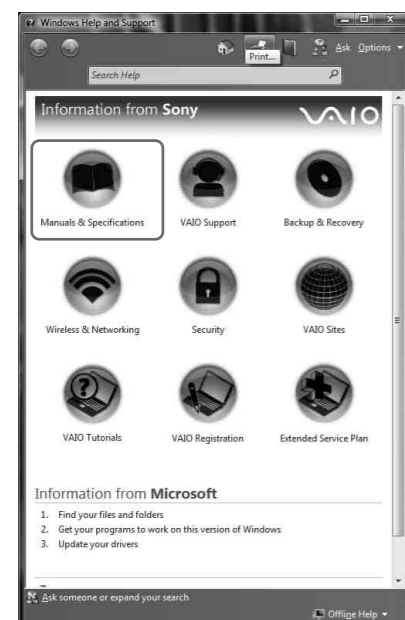 Windows Help and Support
Ask Options
Print...
Search Help
Information from Sony
VAIO
Manuals & Specifications
VAIO Support
Backup & Recovery
Wireless & Networking
Security
VAIO Sites
VAIO Tutorials
VAIO Registration
Extended Service Plan
Information from Microsoft
1. Find your files and folders
2. Get your programs to work on this version of Windows
3. Update your drivers
Ask someone or expand your search
Offline Help